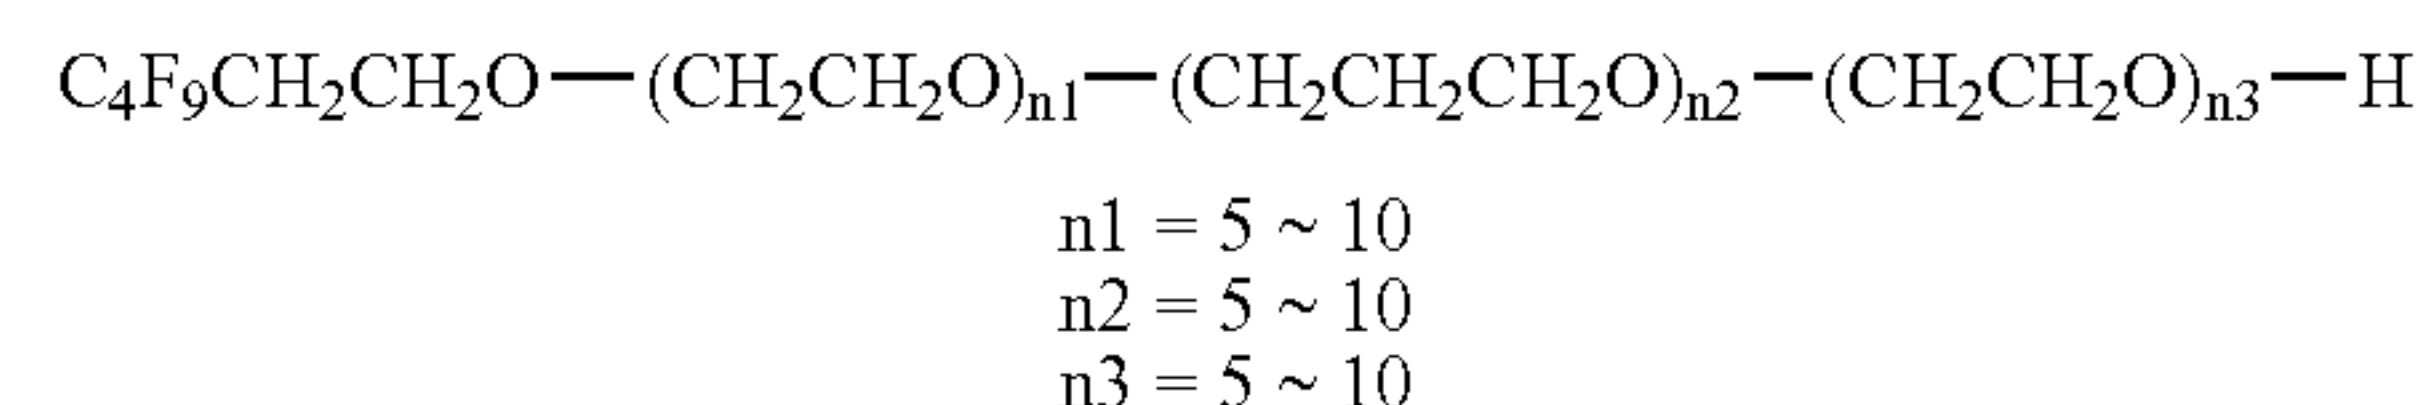 C₄F₉CH₂CH₂O—(CH₂CH₂O)ₙ₁—(CH₂CH₂CH₂O)ₙ₂—(CH₂CH₂O)ₙ₃—H
n1 = 5 ~ 10
n2 = 5 ~ 10
n3 = 5 ~ 10